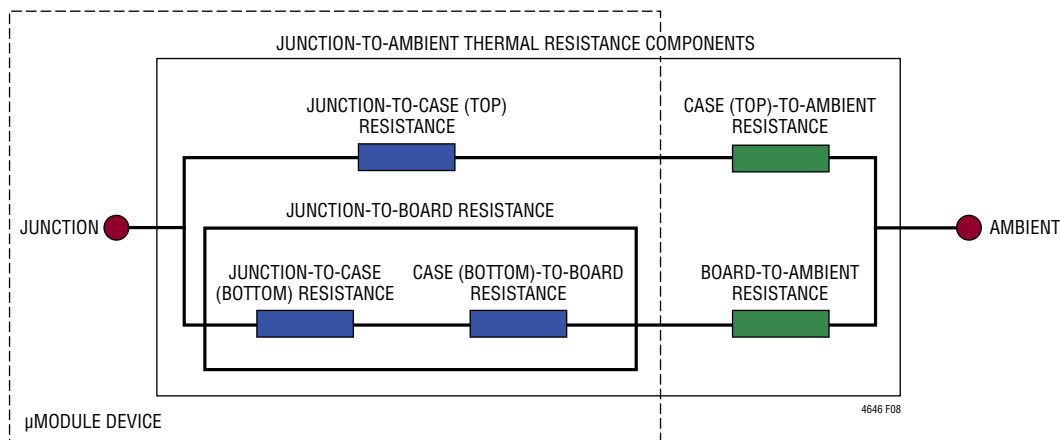 JUNCTION-TO-AMBIENT THERMAL RESISTANCE COMPONENTS
JUNCTION-TO-CASE (TOP)
RESISTANCE
CASE (TOP)-TO-AMBIENT
RESISTANCE
JUNCTION
JUNCTION-TO-BOARD RESISTANCE
AMBIENT
JUNCTION-TO-CASE
(BOTTOM) RESISTANCE
CASE (BOTTOM)-TO-BOARD
RESISTANCE
BOARD-TO-AMBIENT
RESISTANCE
4646 F08
µMODULE DEVICE